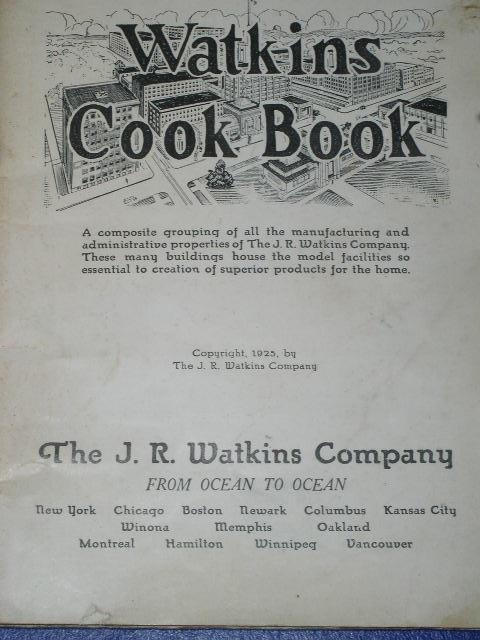 Watkins
Cook Book
A composite grouping of all the manufacturing and
administrative properties of The J. R. Watkins Company.
These many buildings house the model facilities so
essential to creation of superior products for the home.
Copyright, 1925, by
The J. R. Watkins Company
The J. R. Watkins Company
FROM OCEAN TO OCEAN
New York Chicago Boston Newark Columbus Kansas City
Winona Memphis Oakland
Montreal Hamilton Winnipeg Vancouver